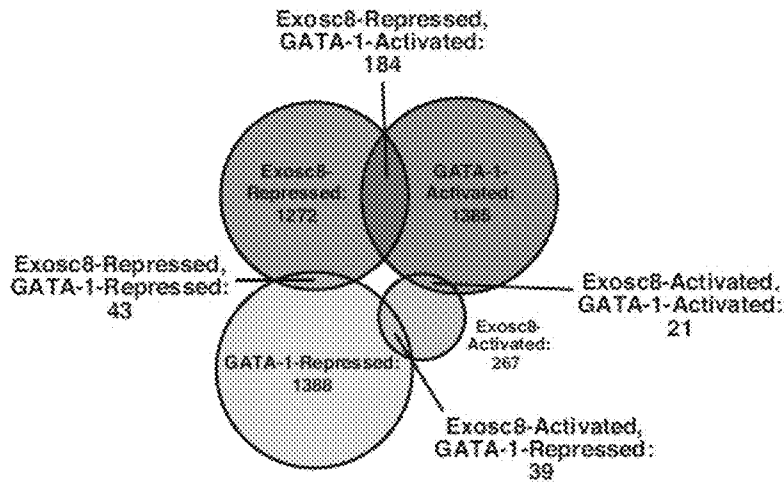 Exosc8-Repressed,
GATA-1-Activated:
184
Exosc8-
Repressed:
1272
GATA-1-
Activated:
Exosc8-Repressed,
GATA-1-Repressed:
43
Exosc8-Activated,
GATA-1-Activated:
21
Exosc8-
Activated:
267
GATA-1-Repressed:
Exosc8-Activated,
GATA-1-Repressed:
39